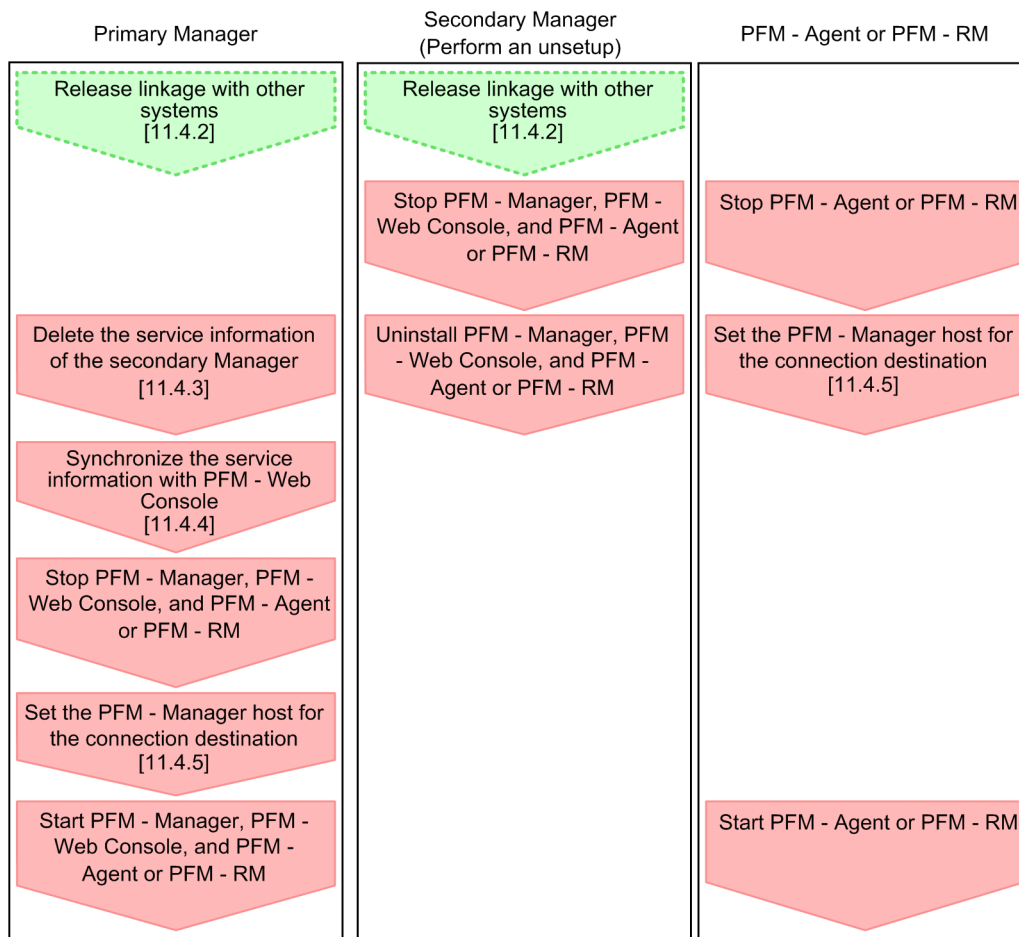 Primary Manager
Secondary Manager
(Perform an unsetup)
PFM - Agent or PFM - RM
Release linkage with other
systems
[11.4.2]
Release linkage with other
systems
[11.4.2]
Stop PFM - Manager, PFM -
Web Console, and PFM - Agent
or PFM - RM
Stop PFM - Agent or PFM - RM
Delete the service information
of the secondary Manager
[11.4.3]
Uninstall PFM - Manager, PFM
- Web Console, and PFM -
Agent or PFM - RM
Set the PFM - Manager host for
the connection destination
[11.4.5]
Synchronize the service
information with PFM - Web
Console
[11.4.4]
Stop PFM - Manager, PFM -
Web Console, and PFM - Agent
or PFM - RM
Set the PFM - Manager host for
the connection destination
[11.4.5]
Start PFM - Manager, PFM -
Web Console, and PFM -
Agent or PFM - RM
Start PFM - Agent or PFM - RM